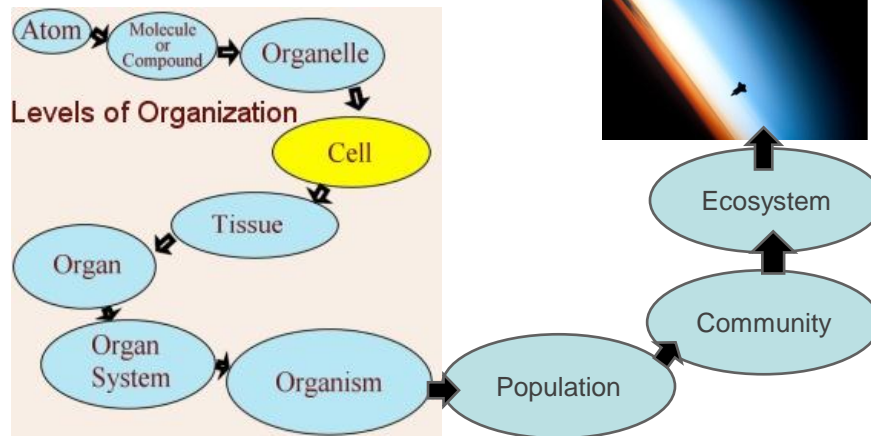 Atom
Molecule
or
Compound
Organelle
Levels of Organization
Cell
Tissue
Organ
Organ
System
Organism
Population
Community
Ecosystem